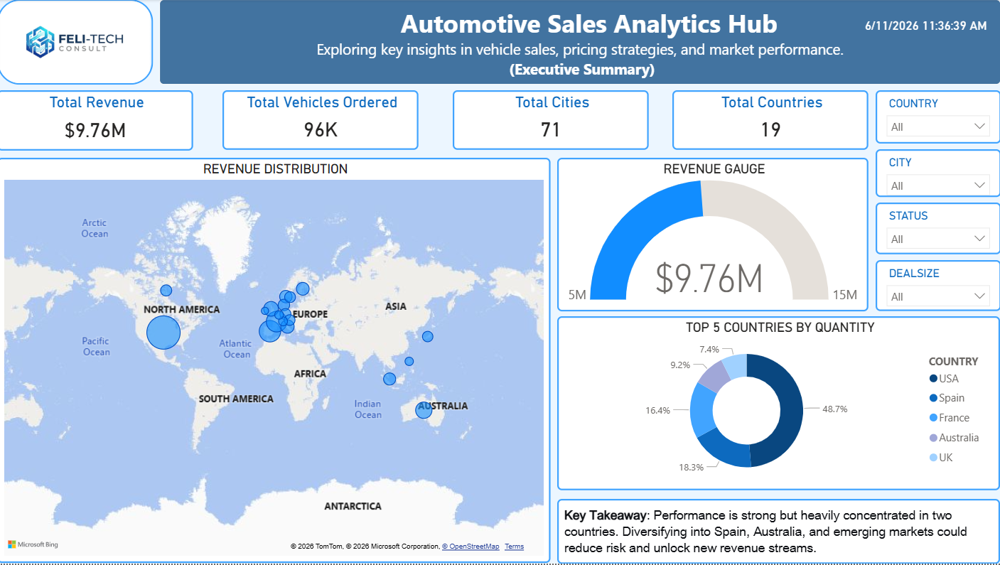 FELI-TECH
CONSULT
Automotive Sales Analytics Hub
6/11/2026 11:36:39 AM
Exploring key insights in vehicle sales, pricing strategies, and market performance.
(Executive Summary)
Total Revenue
$9.76M
Total Vehicles Ordered
96K
Total Cities
71
Total Countries
19
COUNTRY
All
CITY
All
STATUS
All
DEALSIZE
All
REVENUE DISTRIBUTION
Arctic
Ocean
NORTH AMERICA
EUROPE
ASIA
Pacific
Ocean
Atlantic
Ocean
AFRICA
SOUTH AMERICA
Indian
Ocean
AUSTRALIA
ANTARCTICA
Microsoft Bing
© 2026 TomTom, © 2026 Microsoft Corporation, © OpenStreetMap Terms
REVENUE GAUGE
$9.76M
5M
15M
TOP 5 COUNTRIES BY QUANTITY
7.4%
9.2%
16.4%
18.3%
48.7%
COUNTRY
USA
Spain
France
Australia
UK
Key Takeaway: Performance is strong but heavily concentrated in two
countries. Diversifying into Spain, Australia, and emerging markets could
reduce risk and unlock new revenue streams.